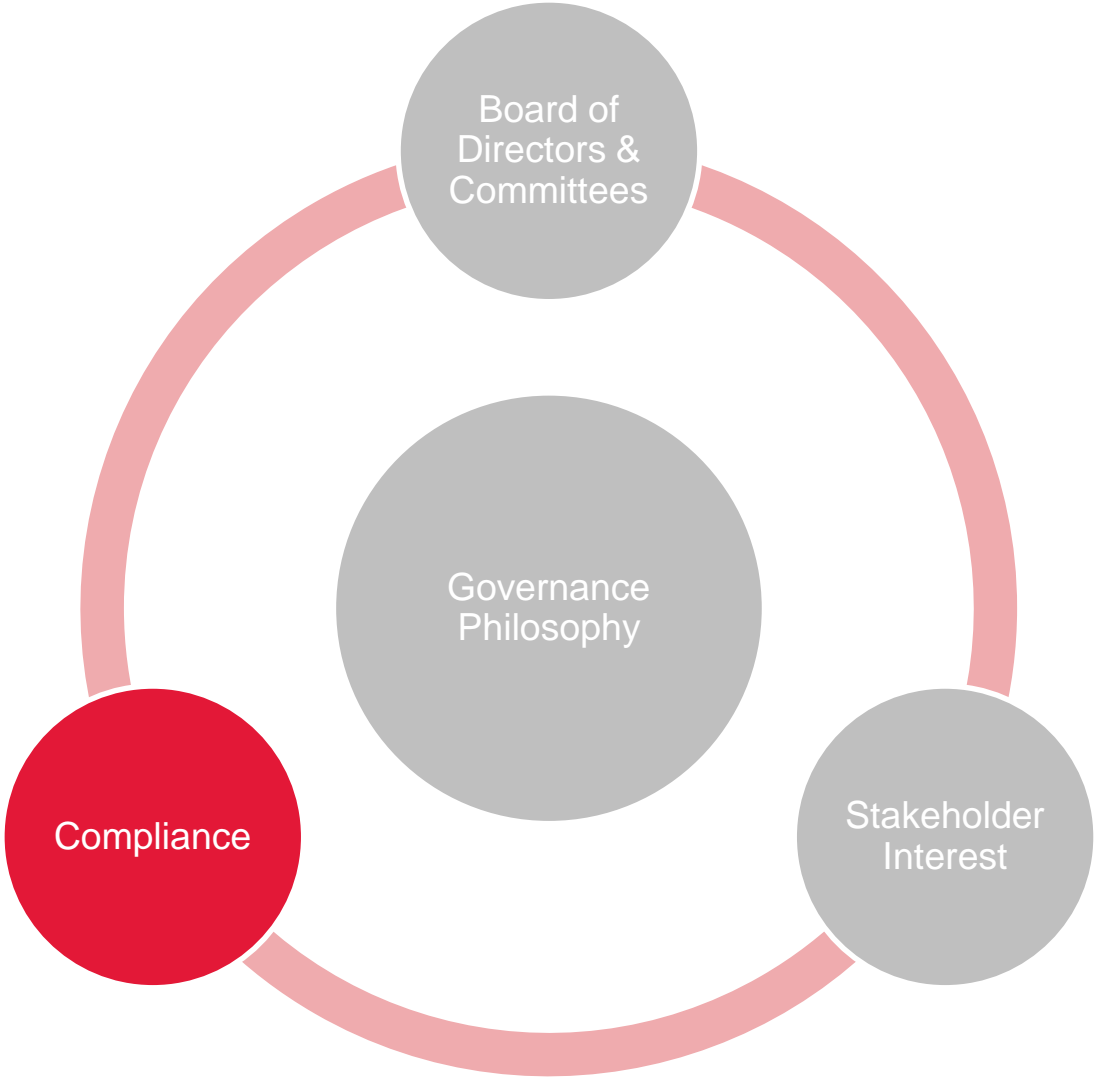 Board of
Directors &
Committees
Governance
Philosophy
Compliance
Stakeholder
Interest